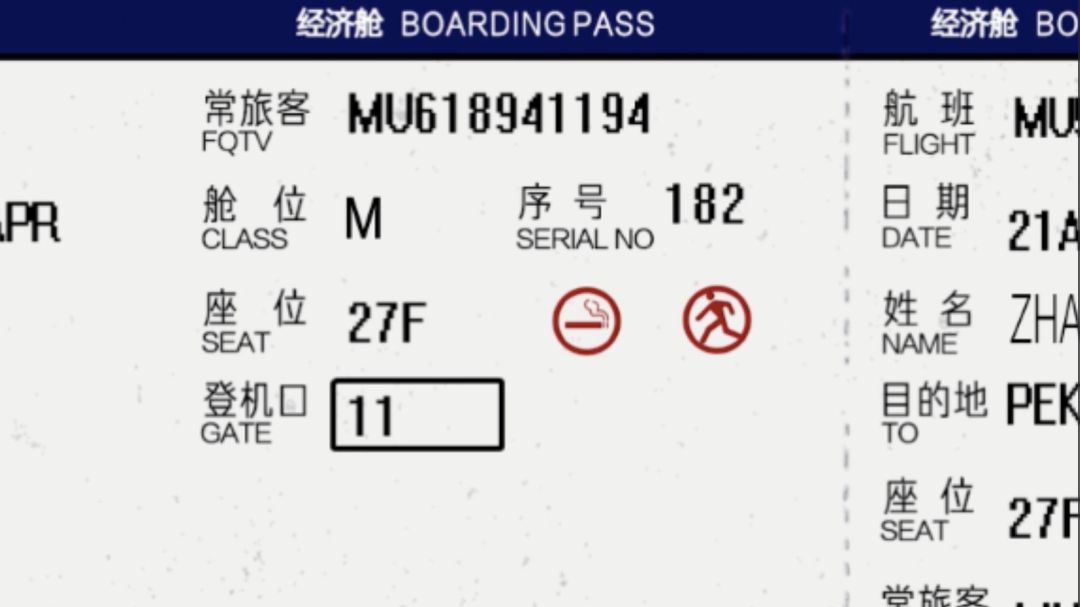 经济舱 BOARDING PASS
经济舱 BO
常旅客 MU618941194
FQTV
舱 位 M
CLASS
序 号 182
SERIAL NO
座 位 27F
SEAT
登机口 11
GATE
APR
航 班 MU
FLIGHT
日 期 21A
DATE
姓 名 ZHA
NAME
目的地 PEK
TO
座 位 27F
SEAT
常旅客